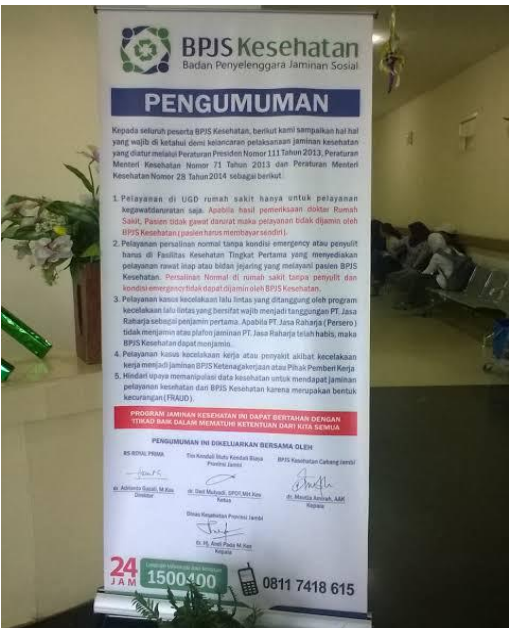 BPJS Kesehatan
Badan Penyelenggara Jaminan Sosial
PENGUMUMAN
Kepada seluruh peserta BPJS Kesehatan, berikut kami sampaikan hal hal
yang wajib di ketahui demi kelancaran pelaksanaan jaminan kesehatan
yang diatur melalui Peraturan Presiden Nomor 111 Tahun 2013, Peraturan
Menteri Kesehatan Nomor 71 Tahun 2013 dan Peraturan Menteri
Kesehatan Nomor 28 Tahun 2014 sebagai berikut.
1. Pelayanan di UGD rumah sakit hanya untuk pelayanan
kegawatdaruratan saja. Apabila hasil pemeriksaan doktar Rumah
Sakit, Pasien tidak gawat darurat maka pelayanan tidak dijamin oleh
BPJS Kesehatan (pasien harus membayar sendiri).
2. Pelayanan persalinan normal tanpa kondisi emergency atau penyulit
harus di Fasilitas Kesehatan Tingkat Pertama yang menyediakan
pelayanan rawat inap atau bidan jejaring yang melayani pasien BPJS
Kesehatan. Persalinan Normal di rumah sakit tanpa penyulit dan
kondisi emergency tidak dapat dijamin oleh BPJS Kesehatan.
3. Pelayanan kasus kecelakaan lalu lintas yang ditanggung oleh program
kecelakaan lalu lintas yang bersifat wajib menjadi tanggungan PT. Jasa
Raharja sebagai penjamin pertama. Apabila PT. Jasa Raharja (Persero)
tidak menjamin atau plafon jaminan PT. Jasa Raharja telah habis, maka
BPJS Kesehatan dapat menjamin.
4. Pelayanan kasus kecelakaan kerja atau penyakit akibat kecelakaan
kerja menjadi jaminan BPJS Ketenagakerjaan atau Pihak Pemberi Kerja
5. Hindari upaya memanipulasi data kesehatan untuk mendapat jaminan
pelayanan kesehatan dari BPJS Kesehatan karena merupakan bentuk
kecurangan (FRAUD).
PROGRAM JAMINAN KESEHATAN INI DAPAT BERTAHAN DENGAN
ITIKAD BAIK DALAM MEMATUHI KETENTUAN DARI KITA SEMUA
PENGUMUMAN INI DIKELUARKAN BERSAMA OLEH
RS ROYAL PRIMA
Tim Kendali Mutu Kendali Biaya
Provinsi Jambi
BPJS Kesehatan Cabang Jambi
Direktur
Ketua
Kepala
Dinas Kesehatan Provinsi Jambi
Kepala
24
JAM
1500400
0811 7418 615